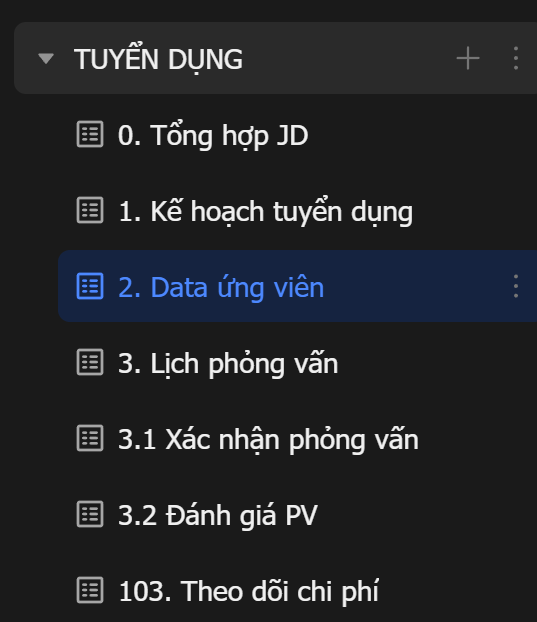 TUYỂN DỤNG
0. Tổng hợp JD
1. Kế hoạch tuyển dụng
2. Data ứng viên
3. Lịch phỏng vấn
3.1 Xác nhận phỏng vấn
3.2 Đánh giá PV
103. Theo dõi chi phí